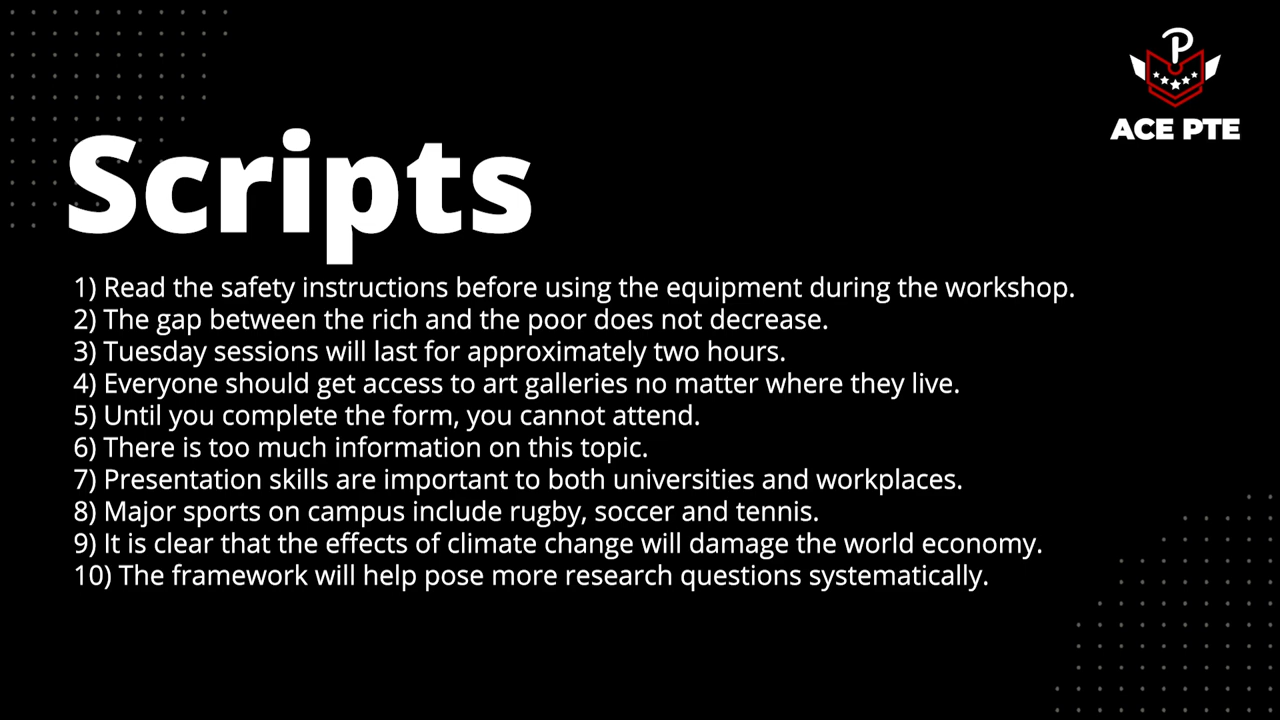 ACE PTE
Scripts
1) Read the safety instructions before using the equipment during the workshop.
2) The gap between the rich and the poor does not decrease.
3) Tuesday sessions will last for approximately two hours.
4) Everyone should get access to art galleries no matter where they live.
5) Until you complete the form, you cannot attend.
6) There is too much information on this topic.
7) Presentation skills are important to both universities and workplaces.
8) Major sports on campus include rugby, soccer and tennis.
9) It is clear that the effects of climate change will damage the world economy.
10) The framework will help pose more research questions systematically.